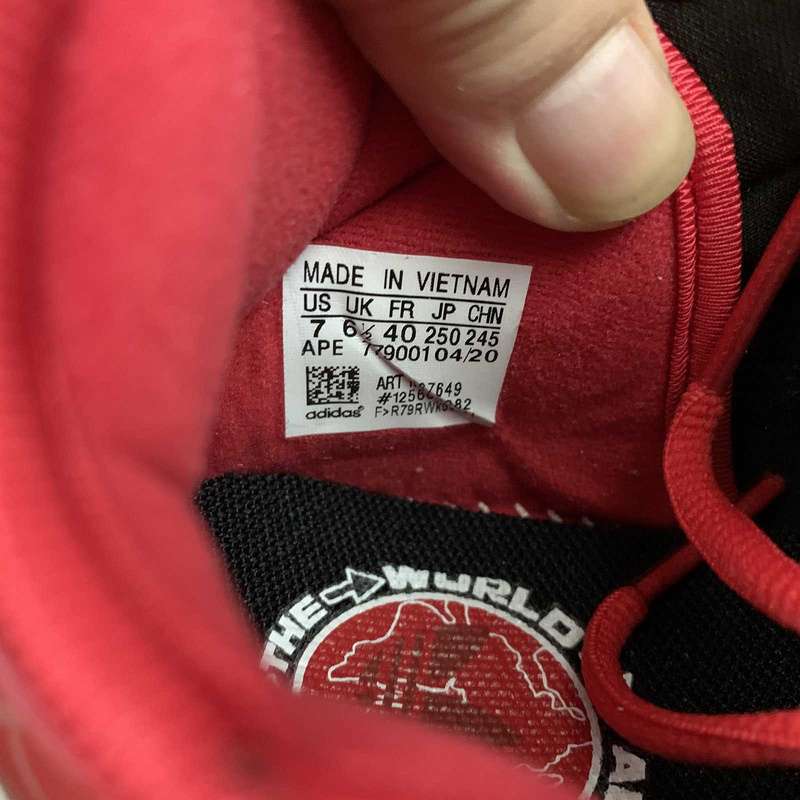 MADE IN VIETNAM
US UK FR JP CHN
7 6½ 40 250 245
APE 779001 04/20
ART
adidas
THE WORLD